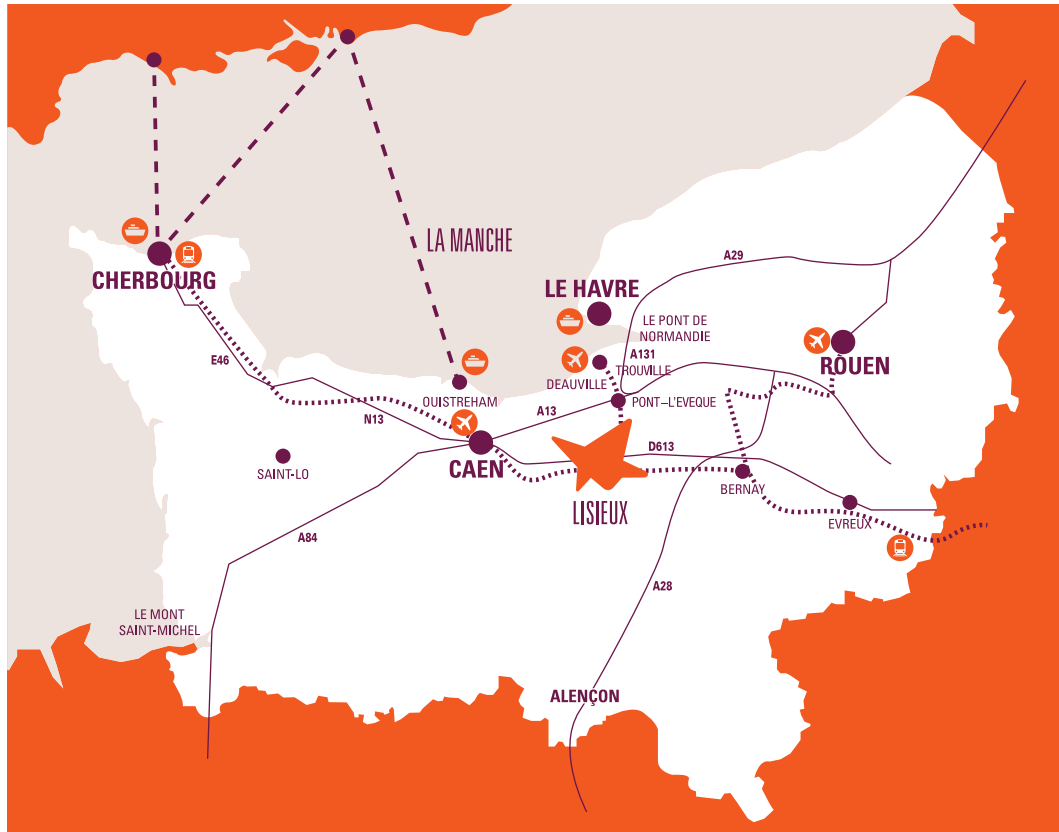 LA MANCHE
CHERBOURG
A29
LE HAVRE
LE PONT DE
NORMANDIE
E46
A131
TROUVILLE
ROUEN
DEAUVILLE
OUISTREHAM
PONT–L'EVEQUE
N13
A13
D613
SAINT-LO
CAEN
BERNAY
LISIEUX
EVREUX
A84
A28
LE MONT
SAINT-MICHEL
ALENÇON